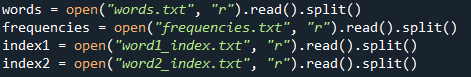 words = open("words.txt", "r").read().split()
frequencies = open("frequencies.txt", "r").read().split()
index1 = open("word1_index.txt", "r").read().split()
index2 = open("word2_index.txt", "r").read().split()